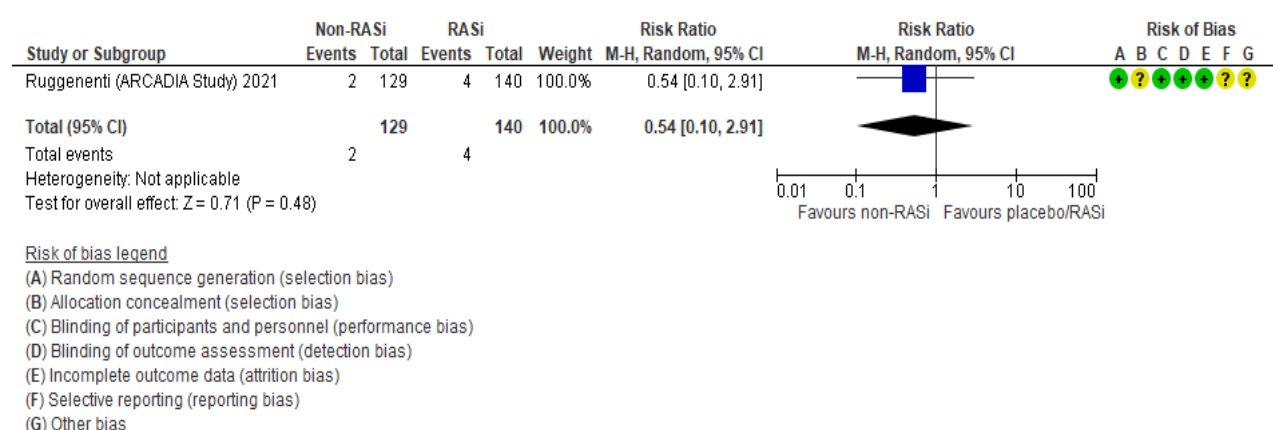 Non-RASi RASi Risk Ratio Risk Ratio Risk of Bias
Study or Subgroup Events Total Events Total Weight M-H, Random, 95% CI M-H, Random, 95% CI A B C D E F G
Ruggenenti (ARCADIA Study) 2021 2 129 4 140 100.0% 0.54 [0.10, 2.91] + ? + + + ? ?
Total (95% CI) 129 140 100.0% 0.54 [0.10, 2.91]
Total events 2 4
Heterogeneity: Not applicable
Test for overall effect: Z = 0.71 (P = 0.48)
0.01 0.1 1 10 100
Favours non-RASi Favours placebo/RASi
Risk of bias legend
(A) Random sequence generation (selection bias)
(B) Allocation concealment (selection bias)
(C) Blinding of participants and personnel (performance bias)
(D) Blinding of outcome assessment (detection bias)
(E) Incomplete outcome data (attrition bias)
(F) Selective reporting (reporting bias)
(G) Other bias